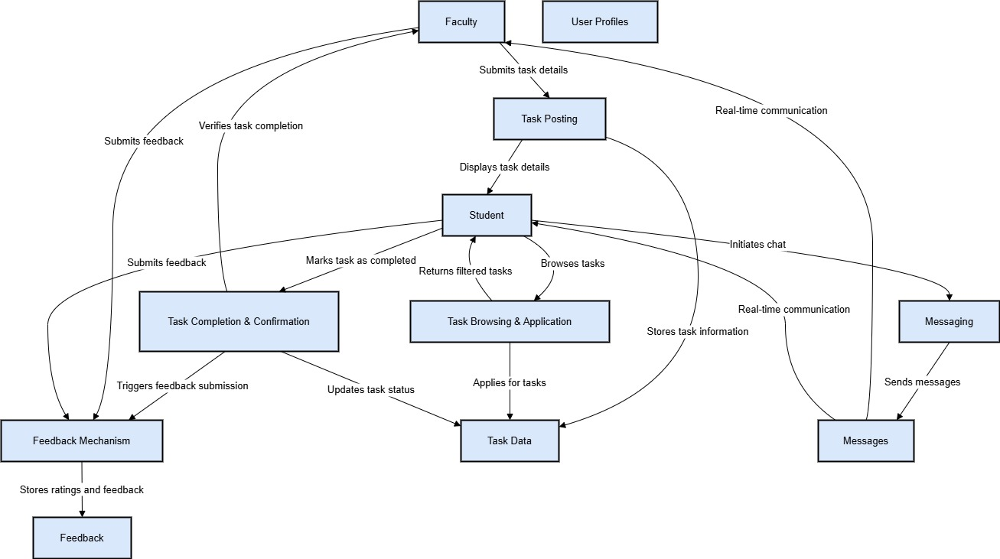 Faculty
User Profiles
Submits task details
Real-time communication
Task Posting
Verifies task completion
Submits feedback
Displays task details
Student
Initiates chat
Submits feedback
Marks task as completed
Returns filtered tasks
Browses tasks
Real-time communication
Task Completion & Confirmation
Task Browsing & Application
Messaging
Stores task information
Triggers feedback submission
Updates task status
Applies for tasks
Sends messages
Feedback Mechanism
Task Data
Messages
Stores ratings and feedback
Feedback